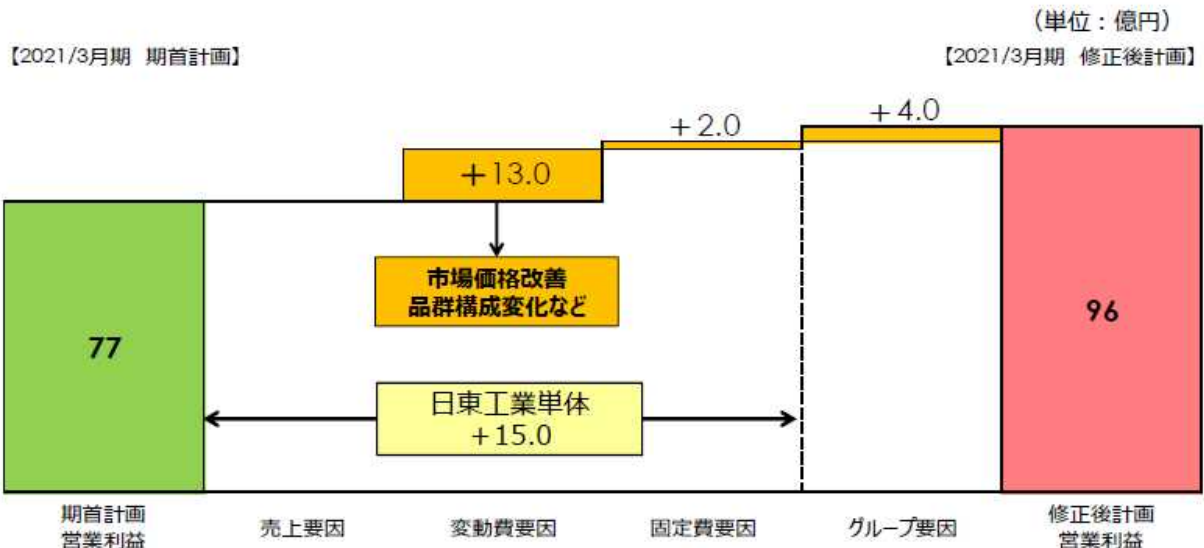 (単位：億円)
【2021/3月期 期首計画】
【2021/3月期 修正後計画】
+13.0
+2.0
+4.0
市場価格改善
品群構成変化など
77
96
日東工業単体
+15.0
期首計画
営業利益
売上要因
変動費要因
固定費要因
グループ要因
修正後計画
営業利益